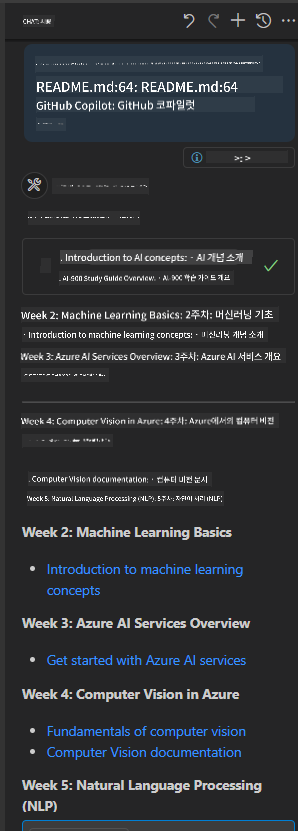 CHAT: 시작
README.md:64: README.md:64
GitHub Copilot: GitHub 코파일럿
>: >
. Introduction to AI concepts: · AI 개념 소개
. AI-900 Study Guide Overview. · AI-900 학습 가이드 개요
Week 2: Machine Learning Basics: 2주차: 머신러닝 기초
· Introduction to machine learning concepts: · 머신러닝 개념 소개
Week 3: Azure AI Services Overview: 3주차: Azure AI 서비스 개요
Week 4: Computer Vision in Azure: 4주차: Azure에서의 컴퓨터 비전
. Computer Vision documentation: · 컴퓨터 비전 문서
Week 5: Natural Language Processing (NLP). 5주차: 자연어 처리 (NLP)
Week 2: Machine Learning Basics
• Introduction to machine learning
concepts
Week 3: Azure AI Services Overview
• Get started with Azure AI services
Week 4: Computer Vision in Azure
• Fundamentals of computer vision
• Computer Vision documentation
Week 5: Natural Language Processing
(NLP)